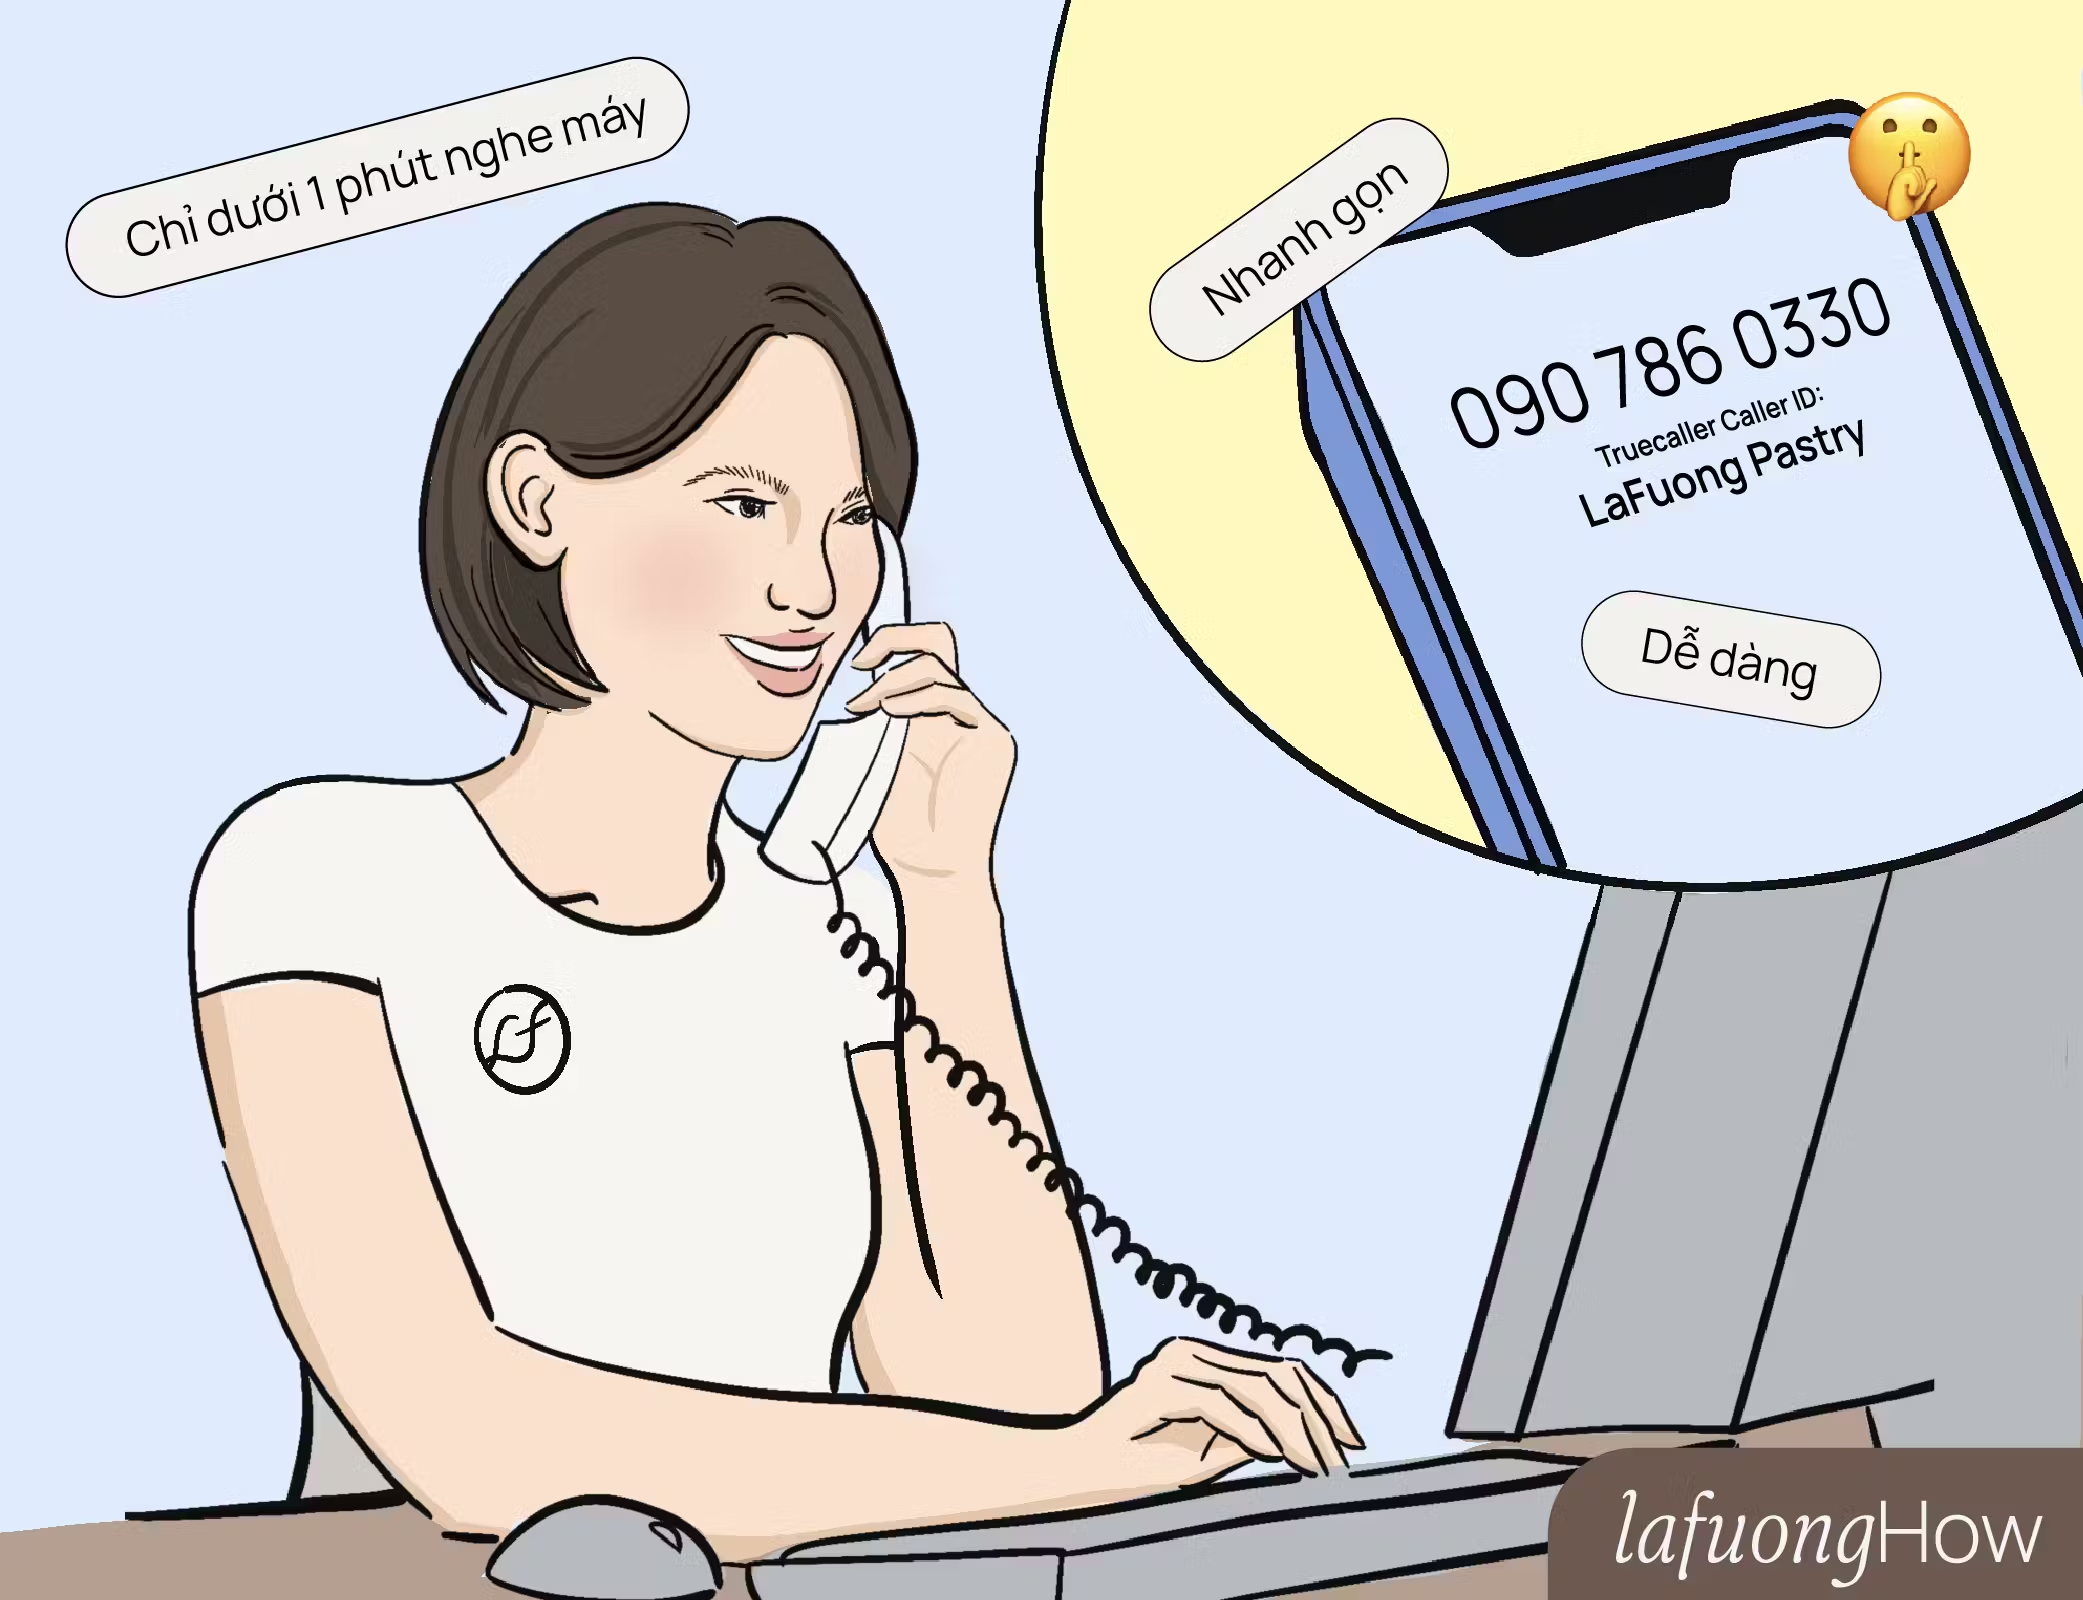 Chỉ dưới 1 phút nghe máy
Nhanh gọn
090 786 0330
Truecaller Caller ID:
LaFuong Pastry
Dễ dàng
Lf
lafuongHow